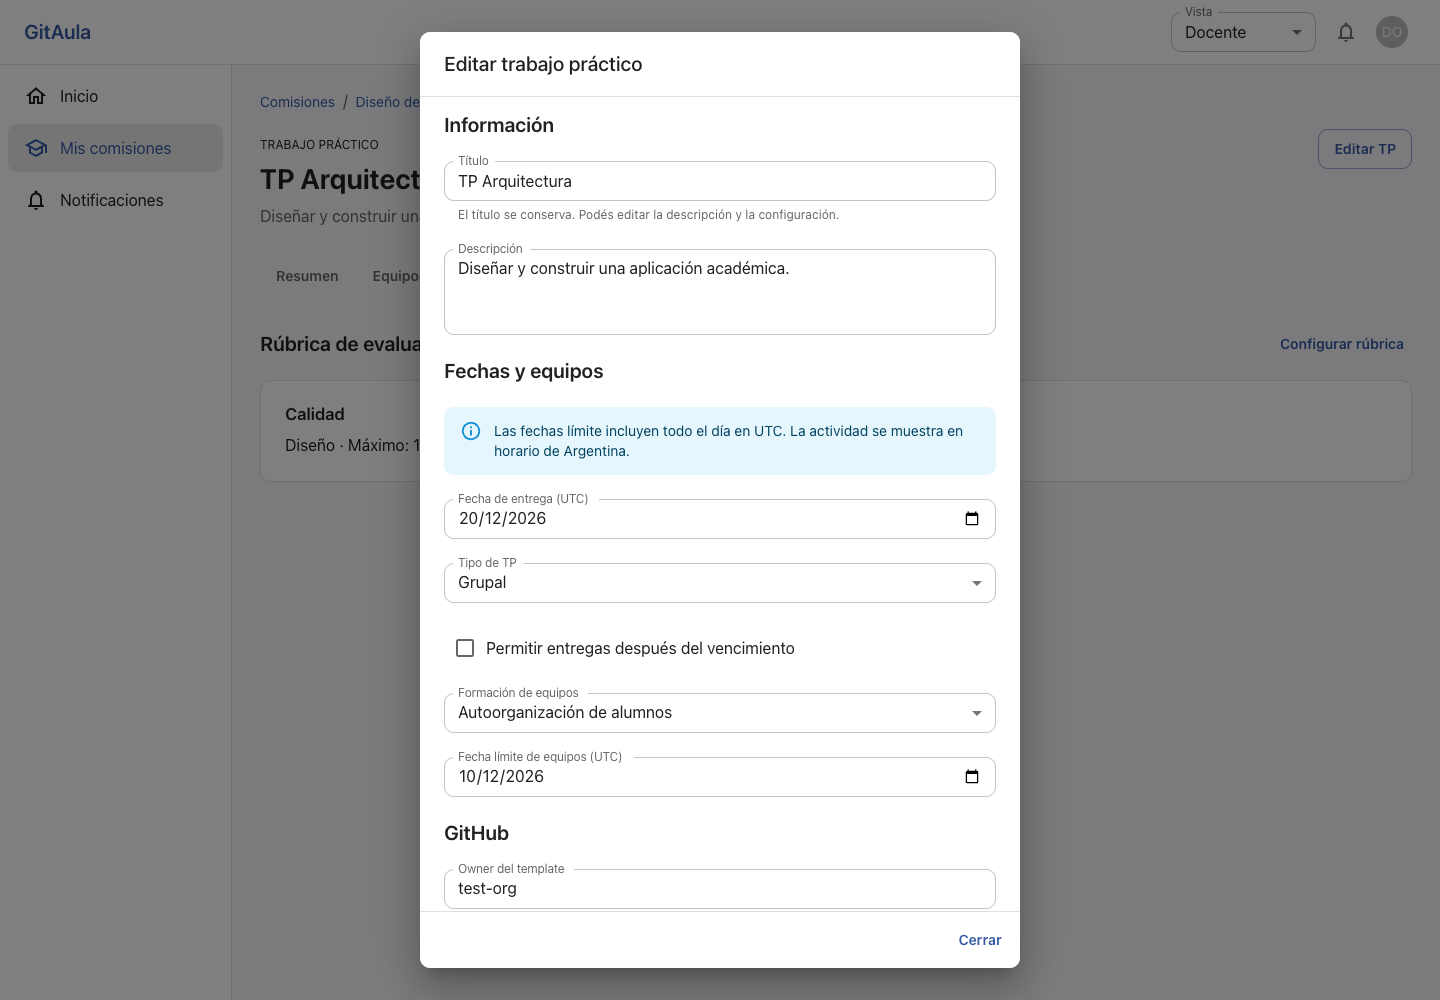 GitAula
Vista
Docente
DO
Inicio
Mis comisiones
Notificaciones
Comisiones / Diseño de
TRABAJO PRÁCTICO
TP Arquitect
Diseñar y construir un
Editar TP
Resumen
Equipo
Rúbrica de evalua
Configurar rúbrica
Calidad
Diseño · Máximo: 1
Editar trabajo práctico
Información
Título
TP Arquitectura
El título se conserva. Podés editar la descripción y la configuración.
Descripción
Diseñar y construir una aplicación académica.
Fechas y equipos
Las fechas límite incluyen todo el día en UTC. La actividad se muestra en
horario de Argentina.
Fecha de entrega (UTC)
20/12/2026
Tipo de TP
Grupal
Permitir entregas después del vencimiento
Formación de equipos
Autoorganización de alumnos
Fecha límite de equipos (UTC)
10/12/2026
GitHub
Owner del template
test-org
Cerrar